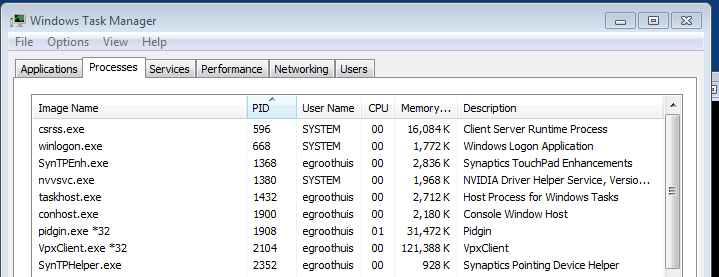 Windows Task Manager
File Options View Help
Applications Processes Services Performance Networking Users
Image Name PID User Name CPU Memory... Description
csrss.exe 596 SYSTEM 00 16,084 K Client Server Runtime Process
winlogon.exe 668 SYSTEM 00 1,772 K Windows Logon Application
SynTPEnh.exe 1368 egroothuis 00 2,836 K Synaptics TouchPad Enhancements
nvvsvc.exe 1380 SYSTEM 00 1,968 K NVIDIA Driver Helper Service, Versio...
taskhost.exe 1432 egroothuis 00 2,712 K Host Process for Windows Tasks
conhost.exe 1900 egroothuis 00 2,180 K Console Window Host
pidgin.exe *32 1908 egroothuis 01 31,472 K Pidgin
VpxClient.exe *32 2104 egroothuis 00 121,388 K VpxClient
SynTPHelper.exe 2352 egroothuis 00 928 K Synaptics Pointing Device Helper